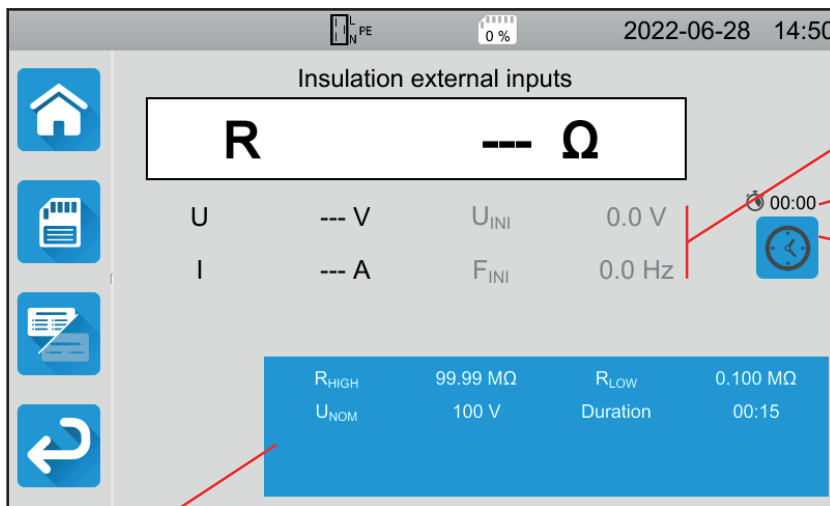 L
N PE 0 % 2022-06-28 14:50
Insulation external inputs
R --- Ω
00:00
U --- V UINI 0.0 V
I --- A FINI 0.0 Hz
RHIGH 99.99 MΩ RLOW 0.100 MΩ
UNOM 100 V Duration 00:15